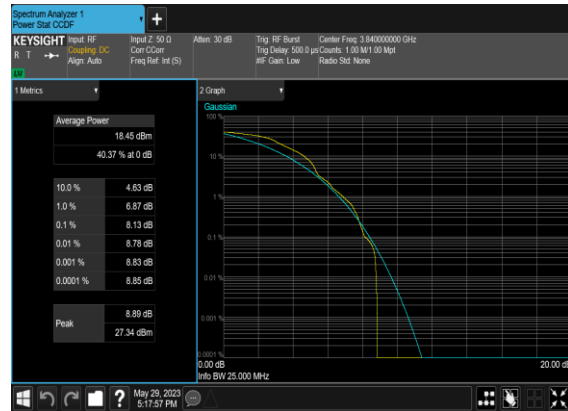 Spectrum Analyzer 1
Power Stat CCDF
KEYSIGHT
R T
Input: RF
Coupling: DC
Align: Auto
Input Z: 50 Ω
Corr CCorr
Freq Ref: Int (S)
Atten: 30 dB
Trig: RF Burst
Trig Delay: 500.0 µs
#IF Gain: Low
Center Freq: 3.840000000 GHz
Counts: 1.00 M/1.00 Mpt
Radio Std: None
1 Metrics
Average Power
18.45 dBm
40.37 % at 0 dB
10.0 % 4.63 dB
1.0 % 6.87 dB
0.1 % 8.13 dB
0.01 % 8.78 dB
0.001 % 8.83 dB
0.0001 % 8.85 dB
Peak
8.89 dB
27.34 dBm
2 Graph
Gaussian
100 %
10 %
1 %
0.1 %
0.01 %
0.001 %
0.0001 %
0.00 dB
20.00 dB
Info BW 25.000 MHz
?
May 29, 2023
5:17:57 PM